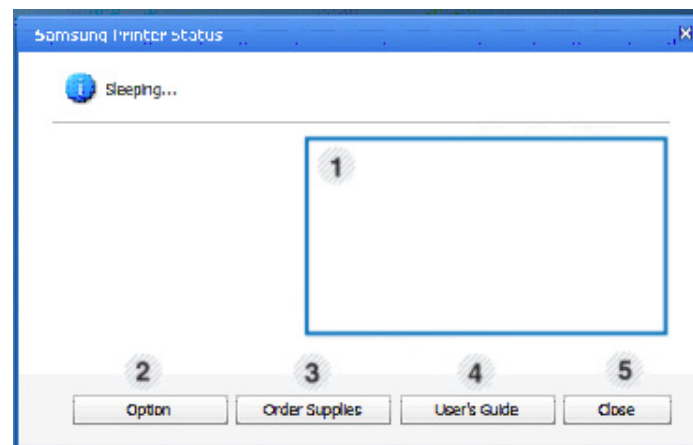 Samsung Printer Status
Sleeping...
1
2
3
4
5
Option
Order Supplies
User's Guide
Close